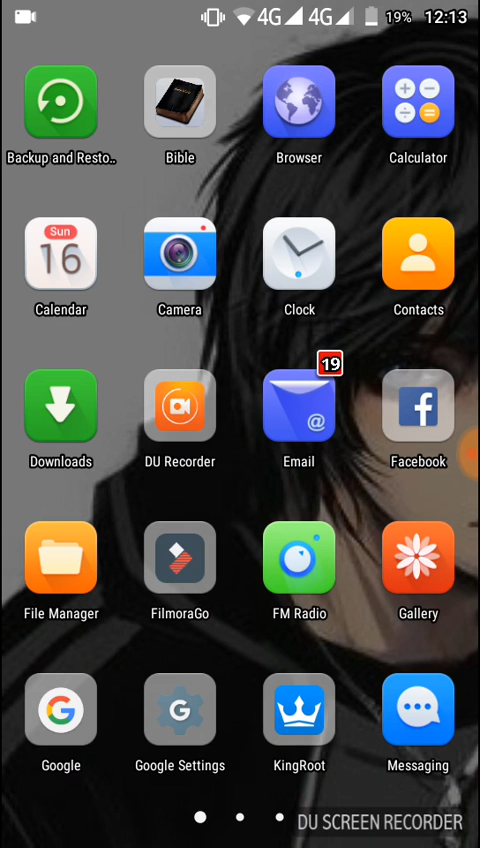 4G 4G 19% 12:13
Backup and Resto..
Bible
Browser
Calculator
Sun
16
Calendar
Camera
Clock
Contacts
19
@
Downloads
DU Recorder
Email
Facebook
File Manager
FilmoraGo
FM Radio
Gallery
G
G
Google
Google Settings
KingRoot
Messaging
DU SCREEN RECORDER